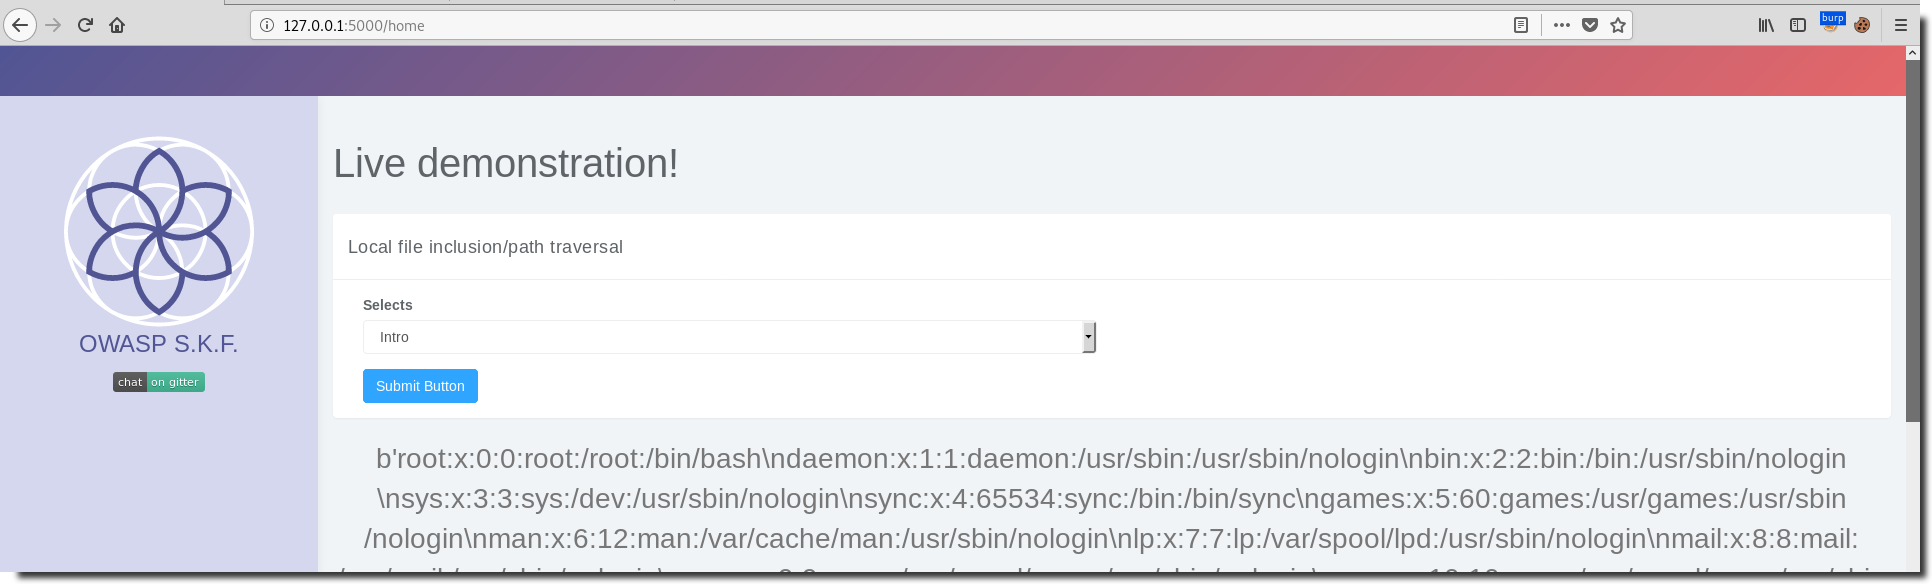 127.0.0.1:5000/home
burp
Live demonstration!
Local file inclusion/path traversal
Selects
Intro
Submit Button
OWASP S.K.F.
chat on gitter
b'root:x:0:0:root:/root:/bin/bash\ndaemon:x:1:1:daemon:/usr/sbin:/usr/sbin/nologin\nbin:x:2:2:bin:/bin:/usr/sbin/nologin
\nsys:x:3:3:sys:/dev:/usr/sbin/nologin\nsync:x:4:65534:sync:/bin:/bin/sync\ngames:x:5:60:games:/usr/games:/usr/sbin
/nologin\nman:x:6:12:man:/var/cache/man:/usr/sbin/nologin\nlp:x:7:7:lp:/var/spool/lpd:/usr/sbin/nologin\nmail:x:8:8:mail: